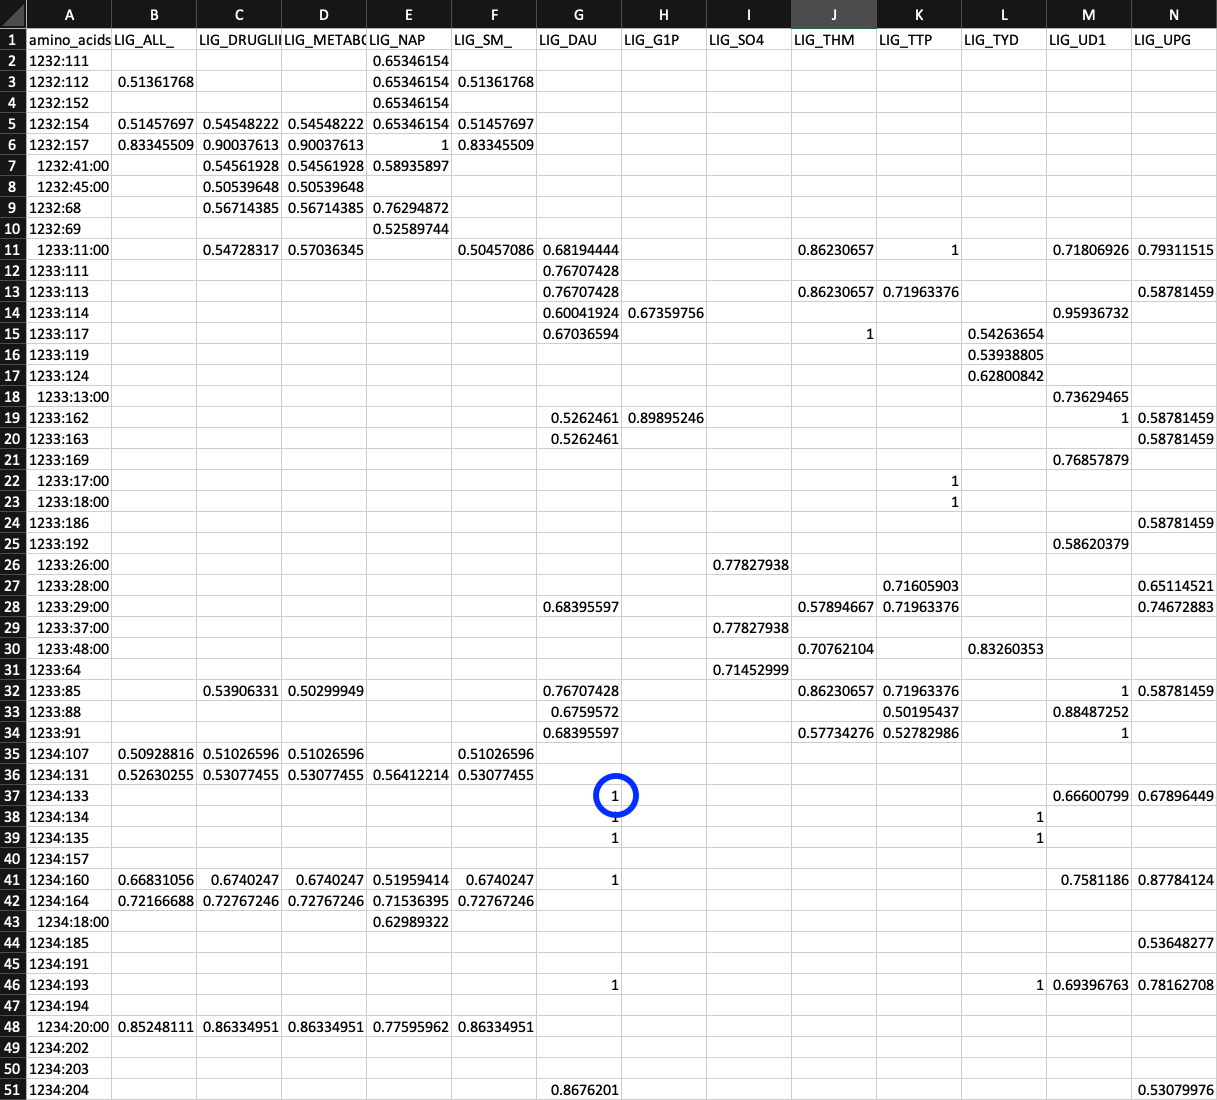 A B C D E F G H I J K L M N
1 amino_acids LIG_ALL_ LIG_DRUGLII LIG_METABC LIG_NAP LIG_SM_ LIG_DAU LIG_G1P LIG_SO4 LIG_THM LIG_TTP LIG_TYD LIG_UD1 LIG_UPG
2 1232:111 0.65346154
3 1232:112 0.51361768 0.65346154 0.51361768
4 1232:152 0.65346154
5 1232:154 0.51457697 0.54548222 0.54548222 0.65346154 0.51457697
6 1232:157 0.83345509 0.90037613 0.90037613 1 0.83345509
7 1232:41:00 0.54561928 0.54561928 0.58935897
8 1232:45:00 0.50539648 0.50539648
9 1232:68 0.56714385 0.56714385 0.76294872
10 1232:69 0.52589744
11 1233:11:00 0.54728317 0.57036345 0.50457086 0.68194444 0.86230657 1 0.71806926 0.79311515
12 1233:111 0.76707428
13 1233:113 0.76707428 0.86230657 0.71963376 0.58781459
14 1233:114 0.60041924 0.67359756 0.95936732
15 1233:117 0.67036594 1 0.54263654
16 1233:119 0.53938805
17 1233:124 0.62800842
18 1233:13:00 0.73629465
19 1233:162 0.5262461 0.89895246 1 0.58781459
20 1233:163 0.5262461 0.58781459
21 1233:169 0.76857879
22 1233:17:00 1
23 1233:18:00 1
24 1233:186 0.58781459
25 1233:192 0.58620379
26 1233:26:00 0.77827938
27 1233:28:00 0.71605903 0.65114521
28 1233:29:00 0.68395597 0.57894667 0.71963376 0.74672883
29 1233:37:00 0.77827938
30 1233:48:00 0.70762104 0.83260353
31 1233:64 0.71452999
32 1233:85 0.53906331 0.50299949 0.76707428 0.86230657 0.71963376 1 0.58781459
33 1233:88 0.6759572 0.50195437 0.88487252
34 1233:91 0.68395597 0.57734276 0.52782986 1
35 1234:107 0.50928816 0.51026596 0.51026596 0.51026596
36 1234:131 0.52630255 0.53077455 0.53077455 0.56412214 0.53077455
37 1234:133 1 0.66600799 0.67896449
38 1234:134 1 1
39 1234:135 1 1
40 1234:157
41 1234:160 0.66831056 0.6740247 0.6740247 0.51959414 0.6740247 1 0.7581186 0.87784124
42 1234:164 0.72166688 0.72767246 0.72767246 0.71536395 0.72767246
43 1234:18:00 0.62989322
44 1234:185 0.53648277
45 1234:191
46 1234:193 1 1 0.69396763 0.78162708
47 1234:194
48 1234:20:00 0.85248111 0.86334951 0.86334951 0.77595962 0.86334951
49 1234:202
50 1234:203
51 1234:204 0.8676201 0.53079976